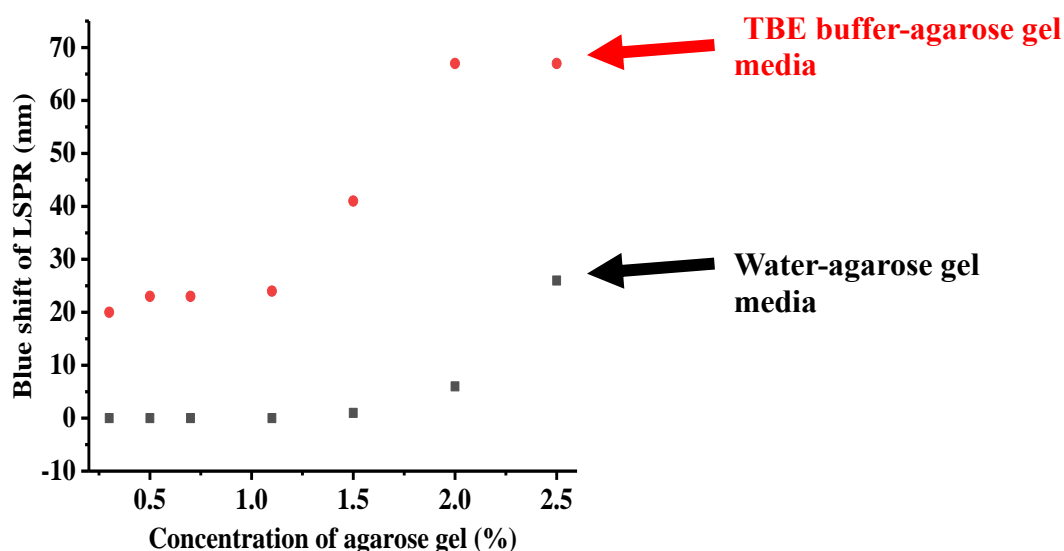 TBE buffer-agarose gel
media
Water-agarose gel
media
Blue shift of LSPR (nm)
70
60
50
40
30
20
10
0
-10
0.5 1.0 1.5 2.0 2.5
Concentration of agarose gel (%)